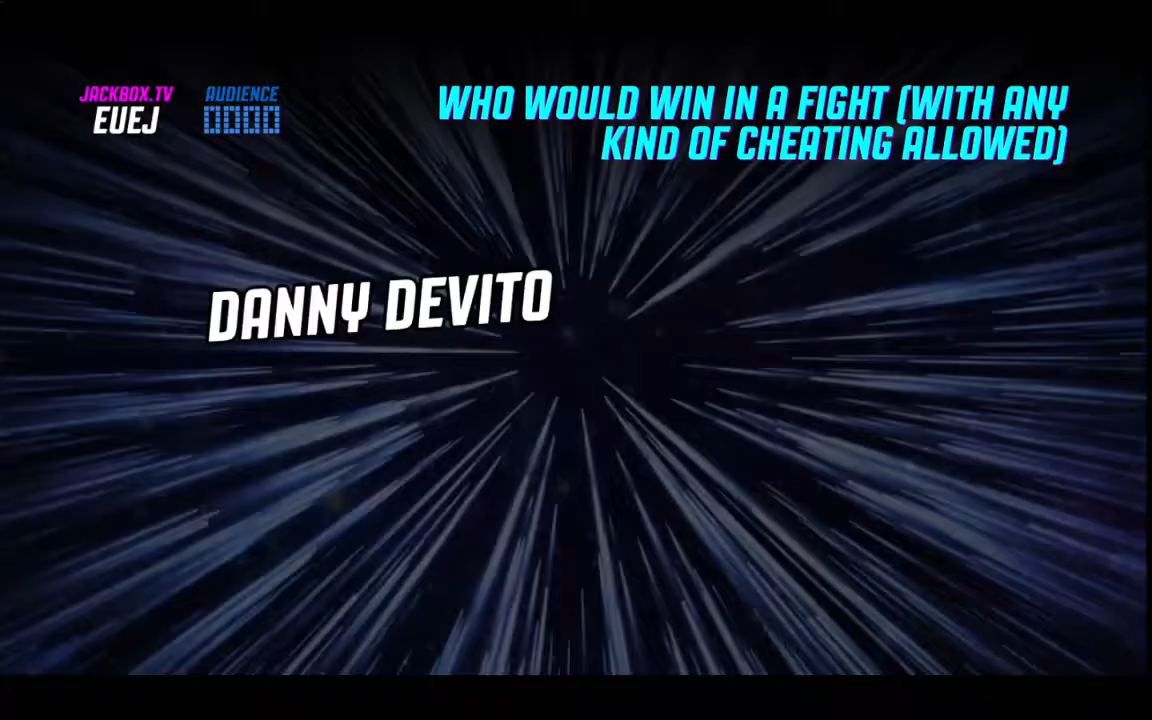 JACKBOX.TV
EUEJ
AUDIENCE
WHO WOULD WIN IN A FIGHT (WITH ANY
KIND OF CHEATING ALLOWED)
DANNY DEVITO